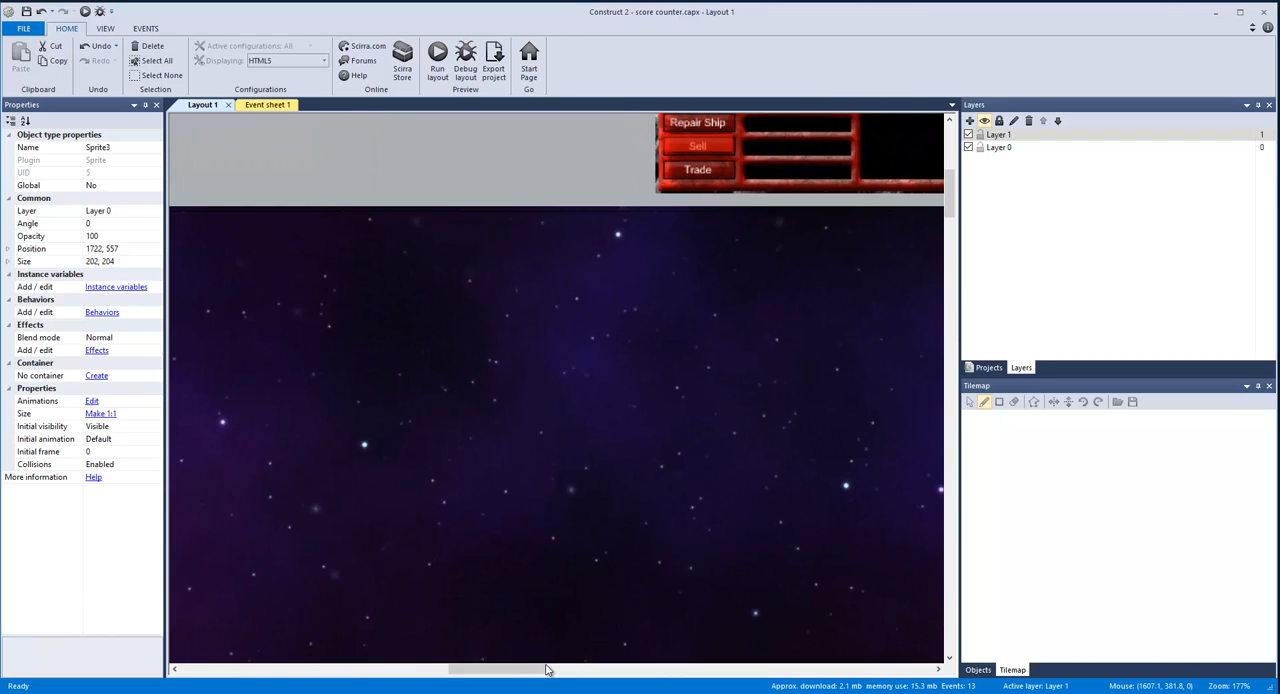 Construct 2 - score counter.capx - Layout 1
FILE HOME VIEW EVENTS
Paste Cut Copy
Clipboard
Undo
Redo
Undo
Delete
Select All
Select None
Selection
Active configurations: All
Displaying: HTML5
Configurations
Scirra.com
Forums
Help
Scirra Store
Online
Run layout
Debug layout
Export project
Preview
Start Page
Go
Properties
Layout 1
Event sheet 1
Object type properties
Name Sprite3
Plugin Sprite
UID 5
Global No
Common
Layer Layer 0
Angle 0
Opacity 100
Position 1722, 557
Size 202, 204
Instance variables
Add / edit Instance variables
Behaviors
Add / edit Behaviors
Effects
Blend mode Normal
Add / edit Effects
Container
No container Create
Properties
Animations Edit
Size Make 1:1
Initial visibility Visible
Initial animation Default
Initial frame 0
Collisions Enabled
More information Help
Repair Ship
Sell
Trade
Layers
Layer 1 1
Layer 0 0
Projects Layers
Tilemap
Objects Tilemap
Ready
Approx. download: 2.1 mb memory use: 15.3 mb Events: 13
Active layer: Layer 1
Mouse: (1607.1, 381.8, 0)
Zoom: 177%